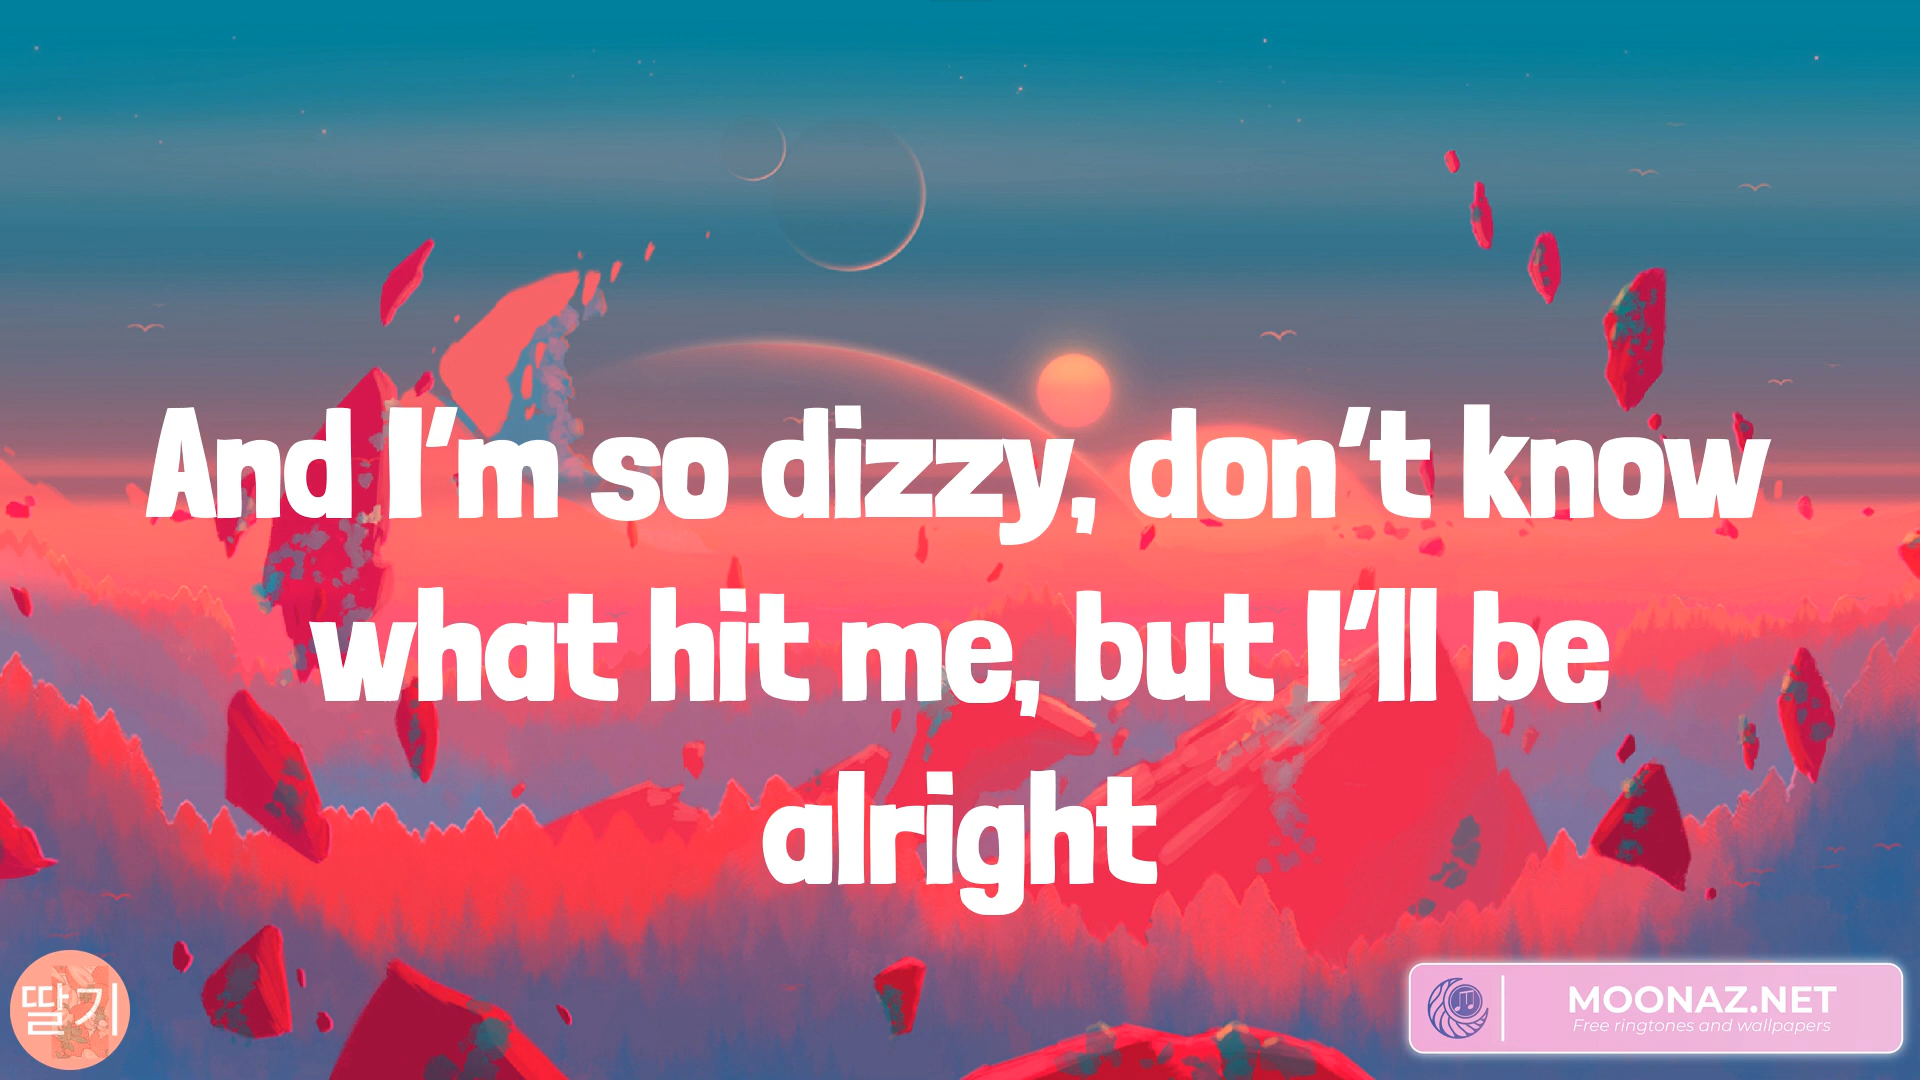 And I'm so dizzy, don't know
what hit me, but I'll be
alright
딸기
MOONAZ.NET
Free ringtones and wallpapers